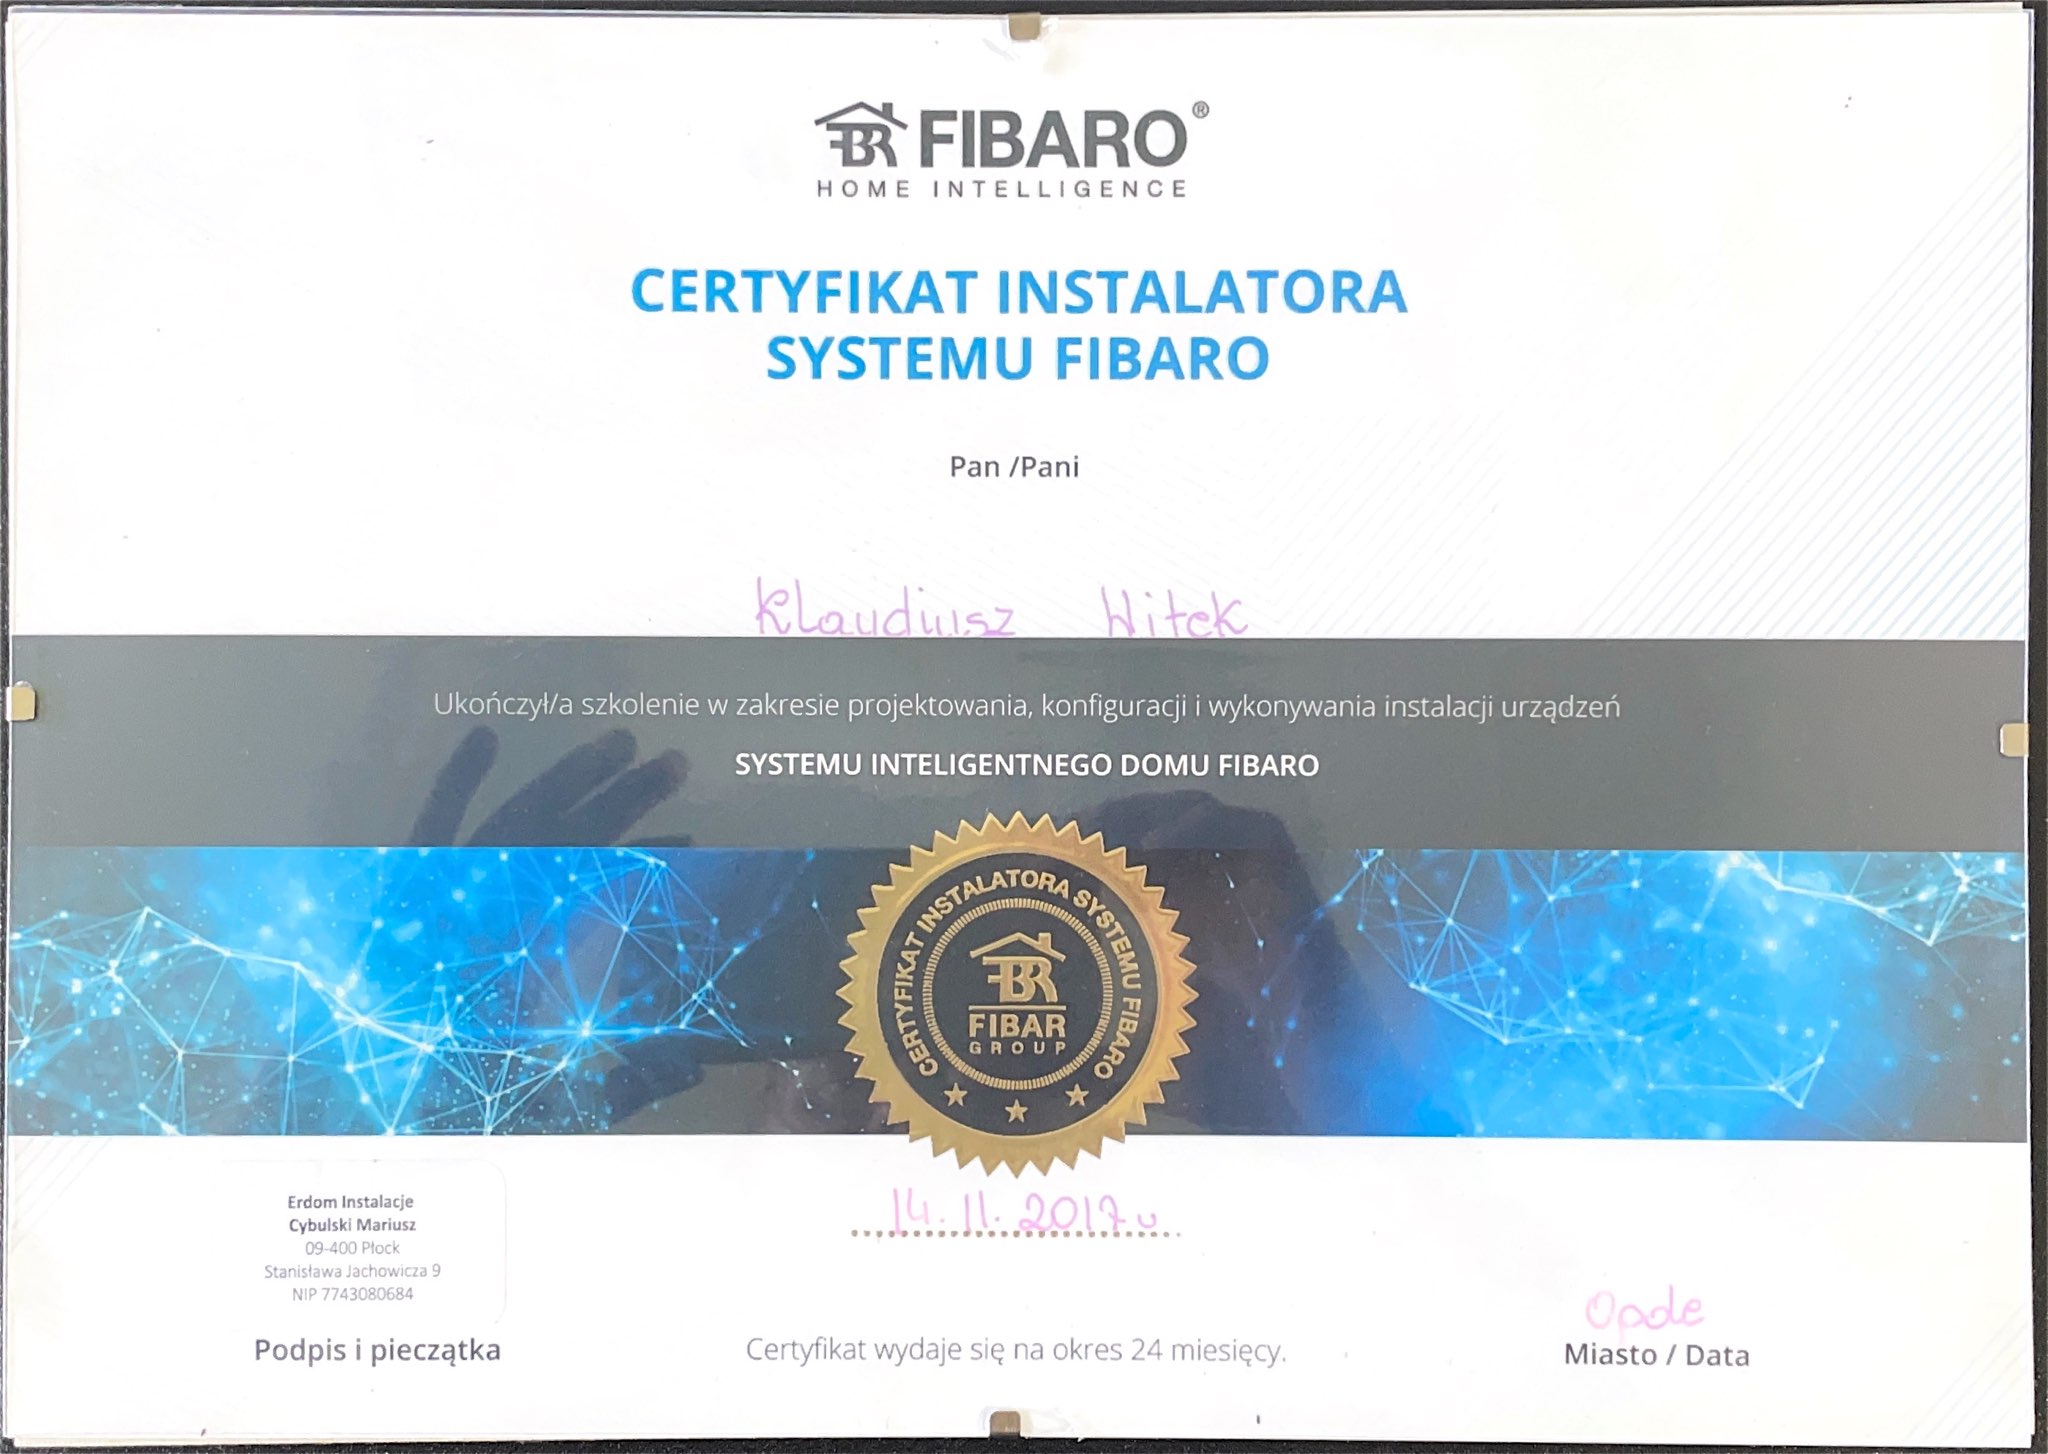 FIBARO®
HOME INTELLIGENCE
CERTYFIKAT INSTALATORA
SYSTEMU FIBARO
Pan /Pani
Klaudiusz Witek
Ukończył/a szkolenie w zakresie projektowania, konfiguracji i wykonywania instalacji urządzeń
SYSTEMU INTELIGENTNEGO DOMU FIBARO
CERTYFIKAT INSTALATORA SYSTEMU FIBARO
FIBAR
GROUP
14.11.2017
Erdom Instalacje
Cybulski Mariusz
09-400 Płock
Stanisława Jachowicza 9
NIP 7743080684
Podpis i pieczątka
Certyfikat wydaje się na okres 24 miesięcy.
Opole
Miasto / Data